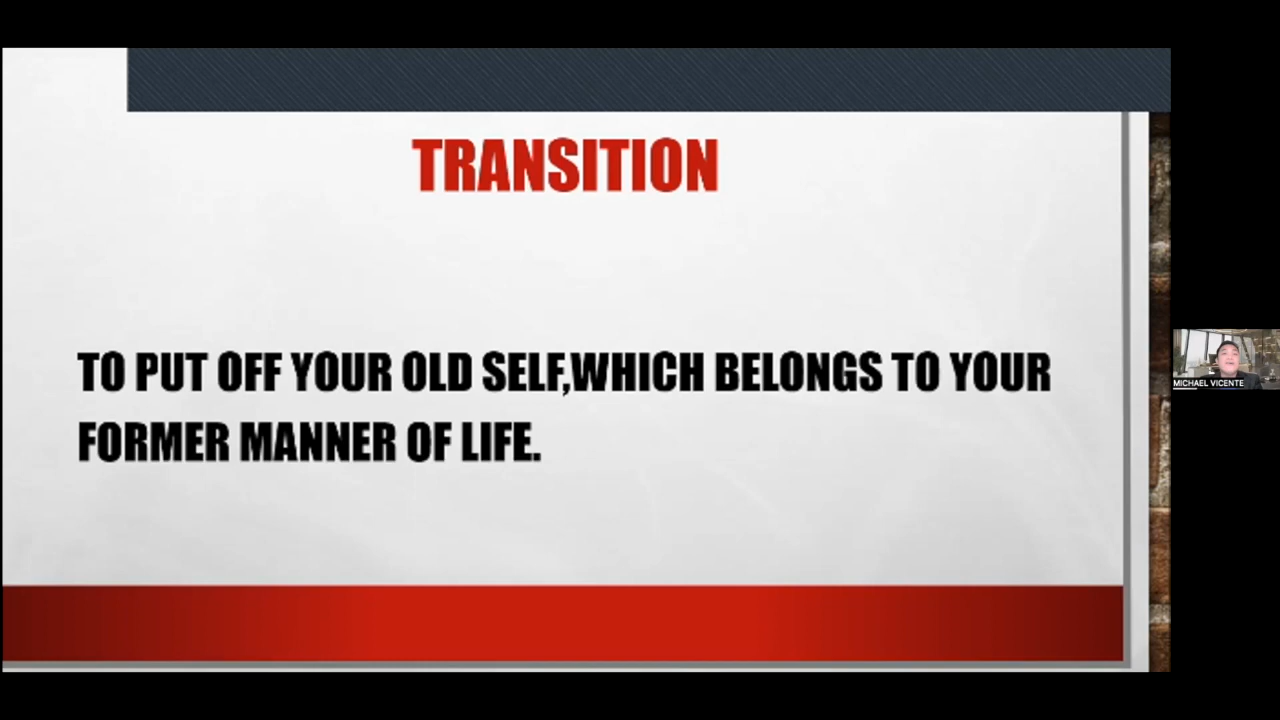 TRANSITION
TO PUT OFF YOUR OLD SELF,WHICH BELONGS TO YOUR
FORMER MANNER OF LIFE.
MICHAEL VICENTE